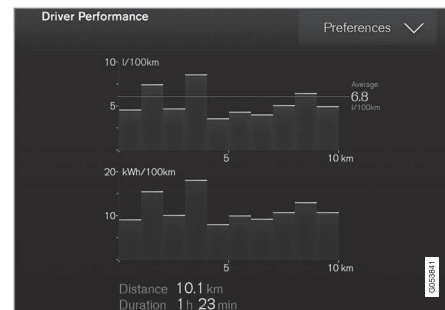 Driver Performance
Preferences
10 l/100km
Average
6.8
l/100km
5
5 10 km
20 kWh/100km
10
5 10 km
Distance 10.1 km
Duration 1 h 23 min
G053841